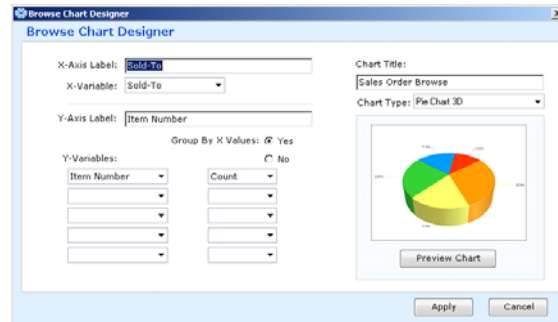 Browse Chart Designer
Browse Chart Designer
X-Axis Label: Sold-To
X-Variable: Sold-To
Y-Axis Label: Item Number
Group By X Values: Yes
No
Y-Variables:
Item Number Count
Chart Title:
Sales Order Browse
Chart Type: Pie Chart 3D
Preview Chart
Apply Cancel